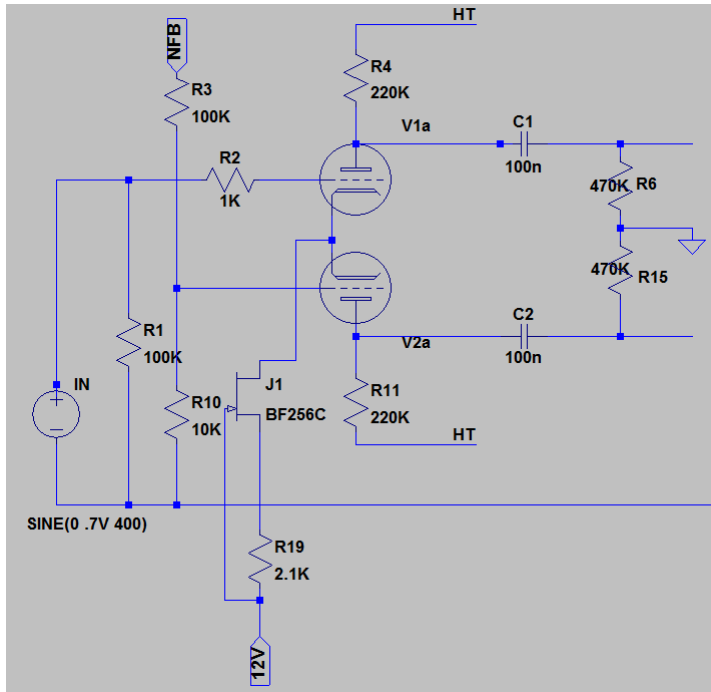 NFB
HT
R4
220K
R3
100K
V1a
C1
100n
R2
1K
470K
R6
470K
R15
R1
100K
V2a
C2
100n
IN
R10
10K
J1
BF256C
R11
220K
HT
SINE(0 .7V 400)
R19
2.1K
12V